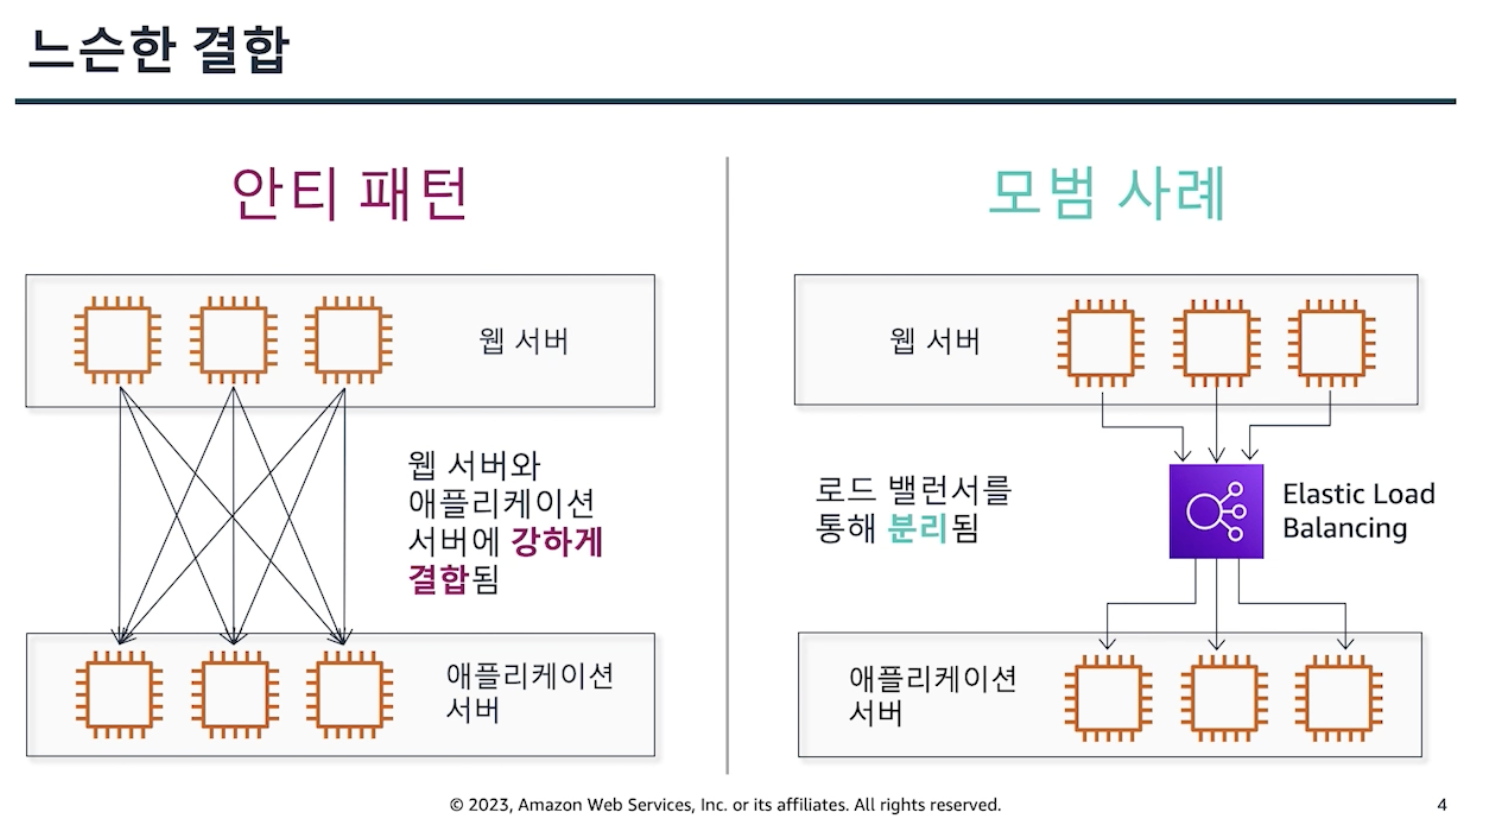 느슨한 결합
안티 패턴
웹 서버
웹 서버와
애플리케이션
서버에 강하게
결합됨
애플리케이션
서버
모범 사례
웹 서버
로드 밸런서를
통해 분리됨
Elastic Load
Balancing
애플리케이션
서버
© 2023, Amazon Web Services, Inc. or its affiliates. All rights reserved.
4